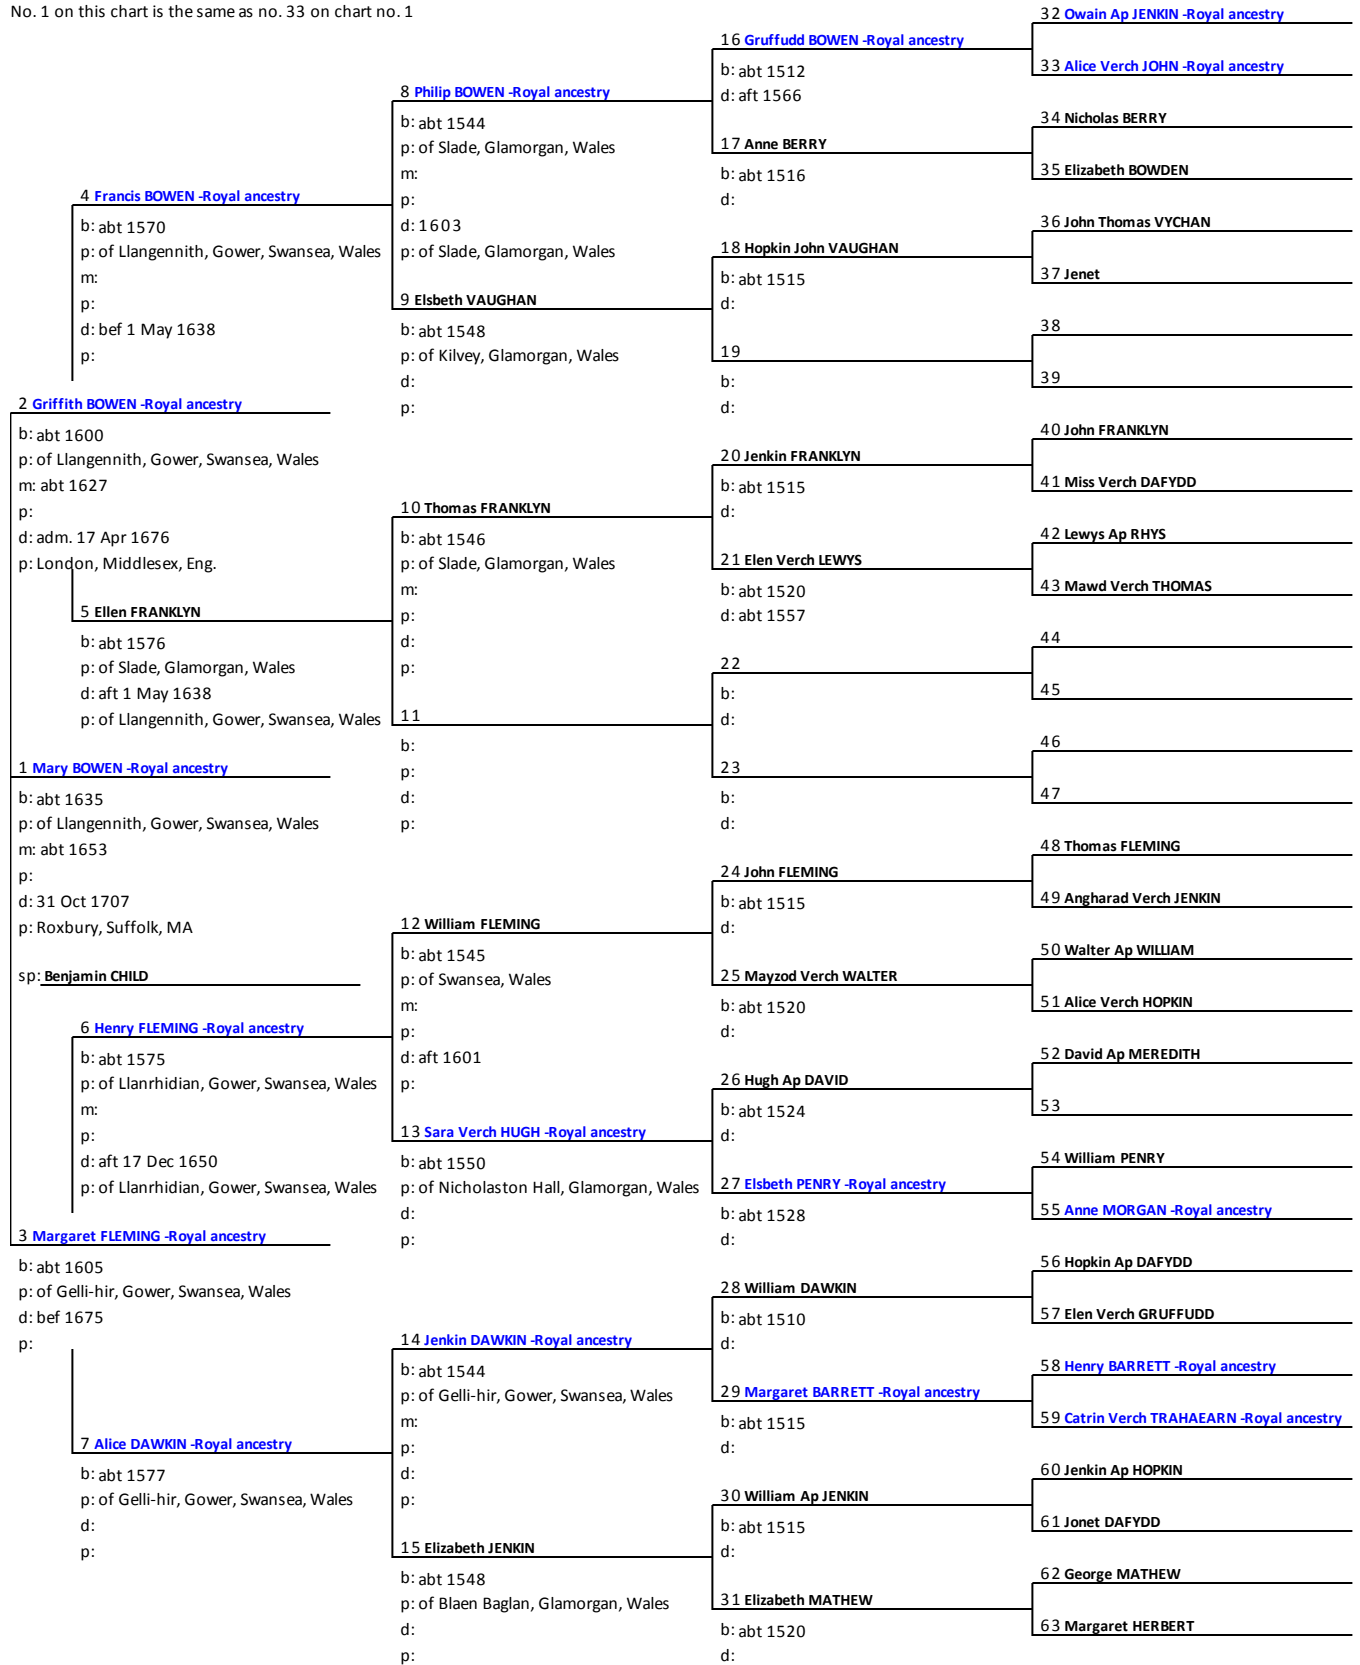 No. 1 on this chart is the same as no. 33 on chart no. 1
2 Griffith BOWEN -Royal ancestry
b: abt 1600
p: of Llangennith, Gower, Swansea, Wales
m: abt 1627
p:
d: adm. 17 Apr 1676
p: London, Middlesex, Eng.
1 Mary BOWEN -Royal ancestry
b: abt 1635
p: of Llangennith, Gower, Swansea, Wales
m: abt 1653
p:
d: 31 Oct 1707
p: Roxbury, Suffolk, MA
sp: Benjamin CHILD
3 Margaret FLEMING -Royal ancestry
b: abt 1605
p: of Gelli-hir, Gower, Swansea, Wales
d: bef 1675
p:
4 Francis BOWEN -Royal ancestry
b: abt 1570
p: of Llangennith, Gower, Swansea, Wales
m:
p:
d: bef 1 May 1638
p:
5 Ellen FRANKLYN
b: abt 1576
p: of Slade, Glamorgan, Wales
d: aft 1 May 1638
p: of Llangennith, Gower, Swansea, Wales
6 Henry FLEMING -Royal ancestry
b: abt 1575
p: of Llanrhidian, Gower, Swansea, Wales
m:
p:
d: aft 17 Dec 1650
p: of Llanrhidian, Gower, Swansea, Wales
7 Alice DAWKIN -Royal ancestry
b: abt 1577
p: of Gelli-hir, Gower, Swansea, Wales
d:
p:
8 Philip BOWEN -Royal ancestry
b: abt 1544
p: of Slade, Glamorgan, Wales
m:
p:
d: 1603
p: of Slade, Glamorgan, Wales
9 Elsbeth VAUGHAN
b: abt 1548
p: of Kilvey, Glamorgan, Wales
d:
p:
10 Thomas FRANKLYN
b: abt 1546
p: of Slade, Glamorgan, Wales
m:
p:
d:
p:
11
b:
p:
d:
p:
12 William FLEMING
b: abt 1545
p: of Swansea, Wales
m:
p:
d: aft 1601
p:
13 Sara Verch HUGH -Royal ancestry
b: abt 1550
p: of Nicholaston Hall, Glamorgan, Wales
d:
p:
14 Jenkin DAWKIN -Royal ancestry
b: abt 1544
p: of Gelli-hir, Gower, Swansea, Wales
m:
p:
d:
p:
15 Elizabeth JENKIN
b: abt 1548
p: of Blaen Baglan, Glamorgan, Wales
d:
p:
16 Gruffudd BOWEN -Royal ancestry
b: abt 1512
d: aft 1566
17 Anne BERRY
b: abt 1516
d:
18 Hopkin John VAUGHAN
b: abt 1515
d:
19
b:
d:
20 Jenkin FRANKLYN
b: abt 1515
d:
21 Elen Verch LEWYS
b: abt 1520
d: abt 1557
22
b:
d:
23
b:
d:
24 John FLEMING
b: abt 1515
d:
25 Mayzod Verch WALTER
b: abt 1520
d:
26 Hugh Ap DAVID
b: abt 1524
d:
27 Elsbeth PENRY -Royal ancestry
b: abt 1528
d:
28 William DAWKIN
b: abt 1510
d:
29 Margaret BARRETT -Royal ancestry
b: abt 1515
d:
30 William Ap JENKIN
b: abt 1515
d:
31 Elizabeth MATHEW
b: abt 1520
d:
32 Owain Ap JENKIN -Royal ancestry
33 Alice Verch JOHN -Royal ancestry
34 Nicholas BERRY
35 Elizabeth BOWDEN
36 John Thomas VYCHAN
37 Jenet
38
39
40 John FRANKLYN
41 Miss Verch DAFYDD
42 Lewys Ap RHYS
43 Mawd Verch THOMAS
44
45
46
47
48 Thomas FLEMING
49 Angharad Verch JENKIN
50 Walter Ap WILLIAM
51 Alice Verch HOPKIN
52 David Ap MEREDITH
53
54 William PENRY
55 Anne MORGAN -Royal ancestry
56 Hopkin Ap DAFYDD
57 Elen Verch GRUFFUDD
58 Henry BARRETT -Royal ancestry
59 Catrin Verch TRAHAEARN -Royal ancestry
60 Jenkin Ap HOPKIN
61 Jonet DAFYDD
62 George MATHEW
63 Margaret HERBERT